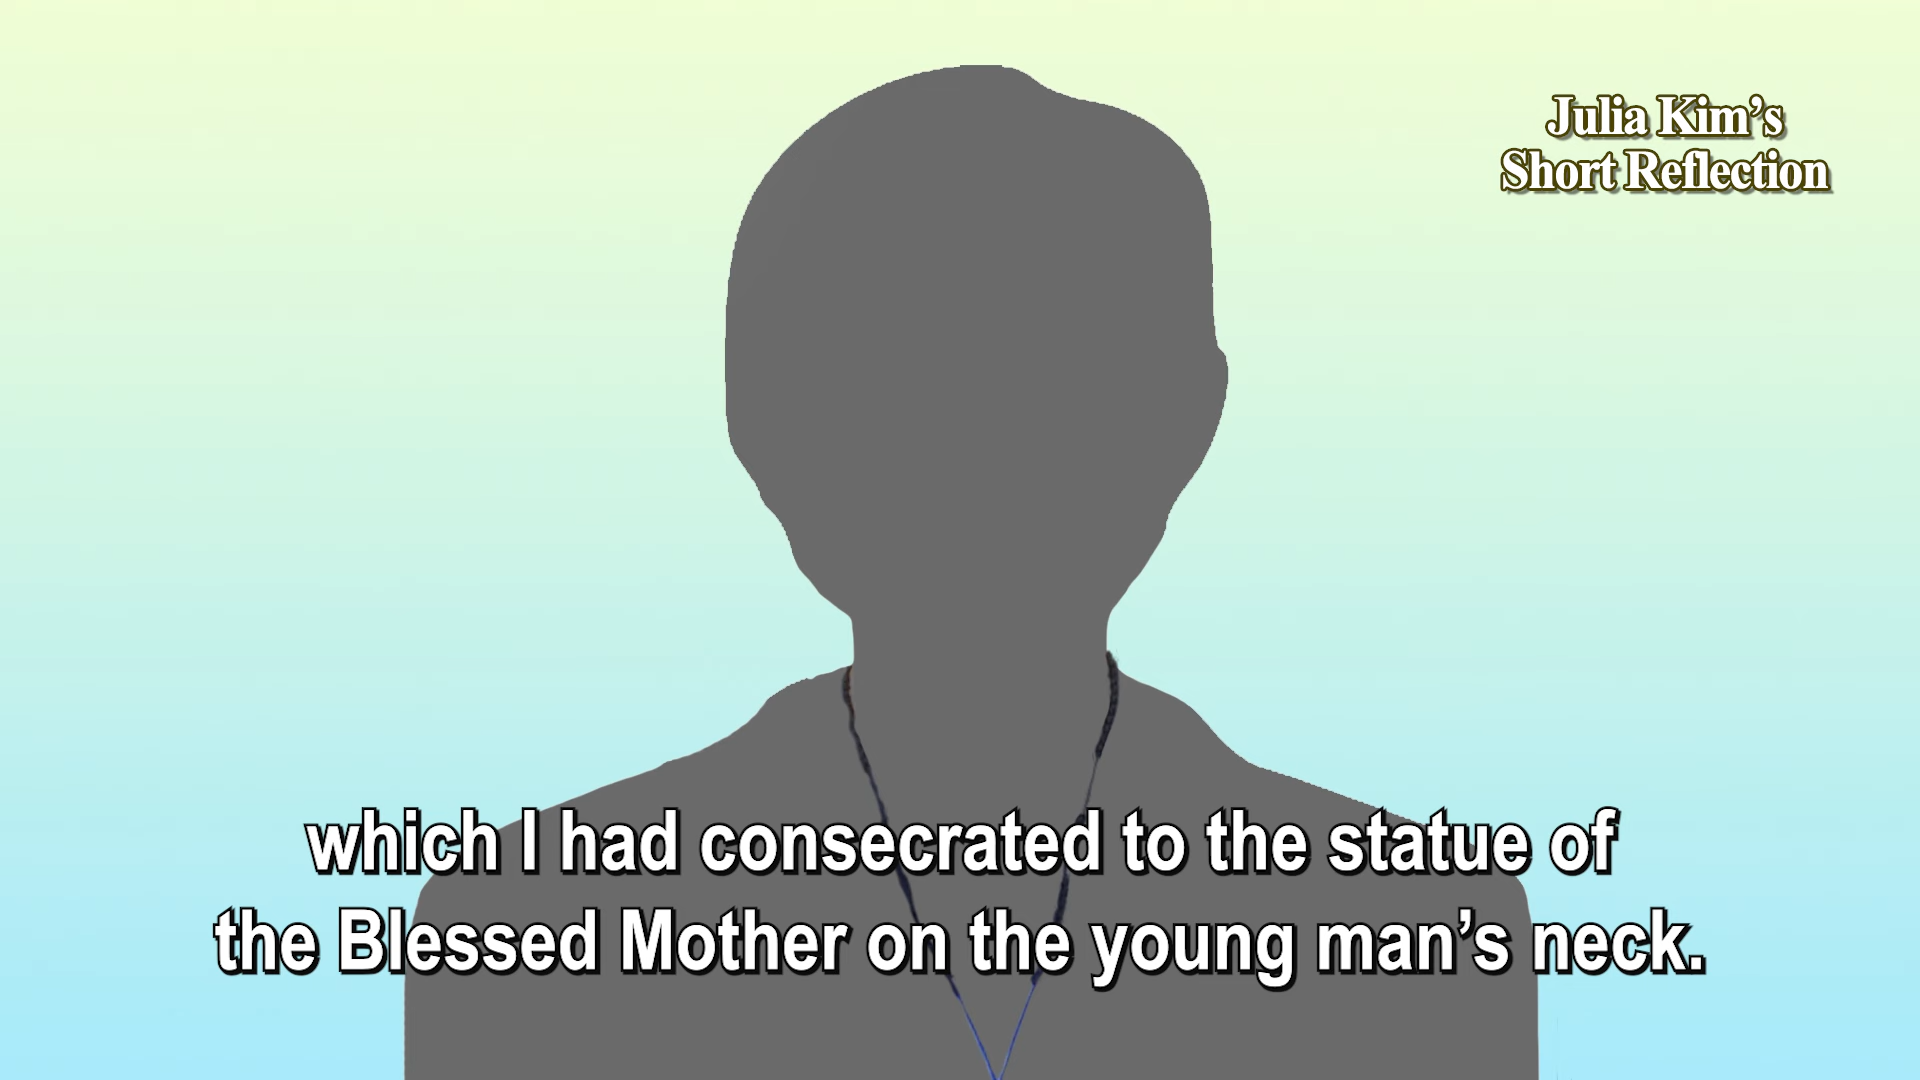 Julia Kim’s
Short Reflection
which I had consecrated to the statue of
the Blessed Mother on the young man’s neck.